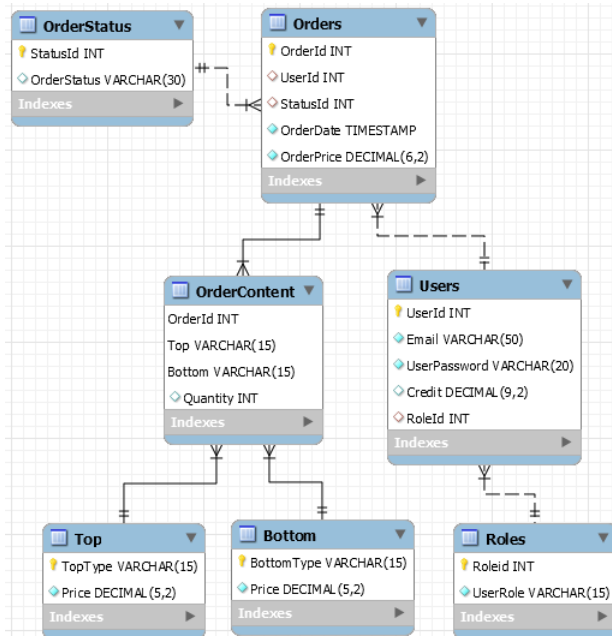 OrderStatus
StatusId INT
OrderStatus VARCHAR(30)
Indexes
Orders
OrderId INT
UserId INT
StatusId INT
OrderDate TIMESTAMP
OrderPrice DECIMAL(6,2)
Indexes
OrderContent
OrderId INT
Top VARCHAR(15)
Bottom VARCHAR(15)
Quantity INT
Indexes
Users
UserId INT
Email VARCHAR(50)
UserPassword VARCHAR(20)
Credit DECIMAL(9,2)
RoleId INT
Indexes
Top
TopType VARCHAR(15)
Price DECIMAL(5,2)
Indexes
Bottom
BottomType VARCHAR(15)
Price DECIMAL(5,2)
Indexes
Roles
Roleid INT
UserRole VARCHAR(15)
Indexes